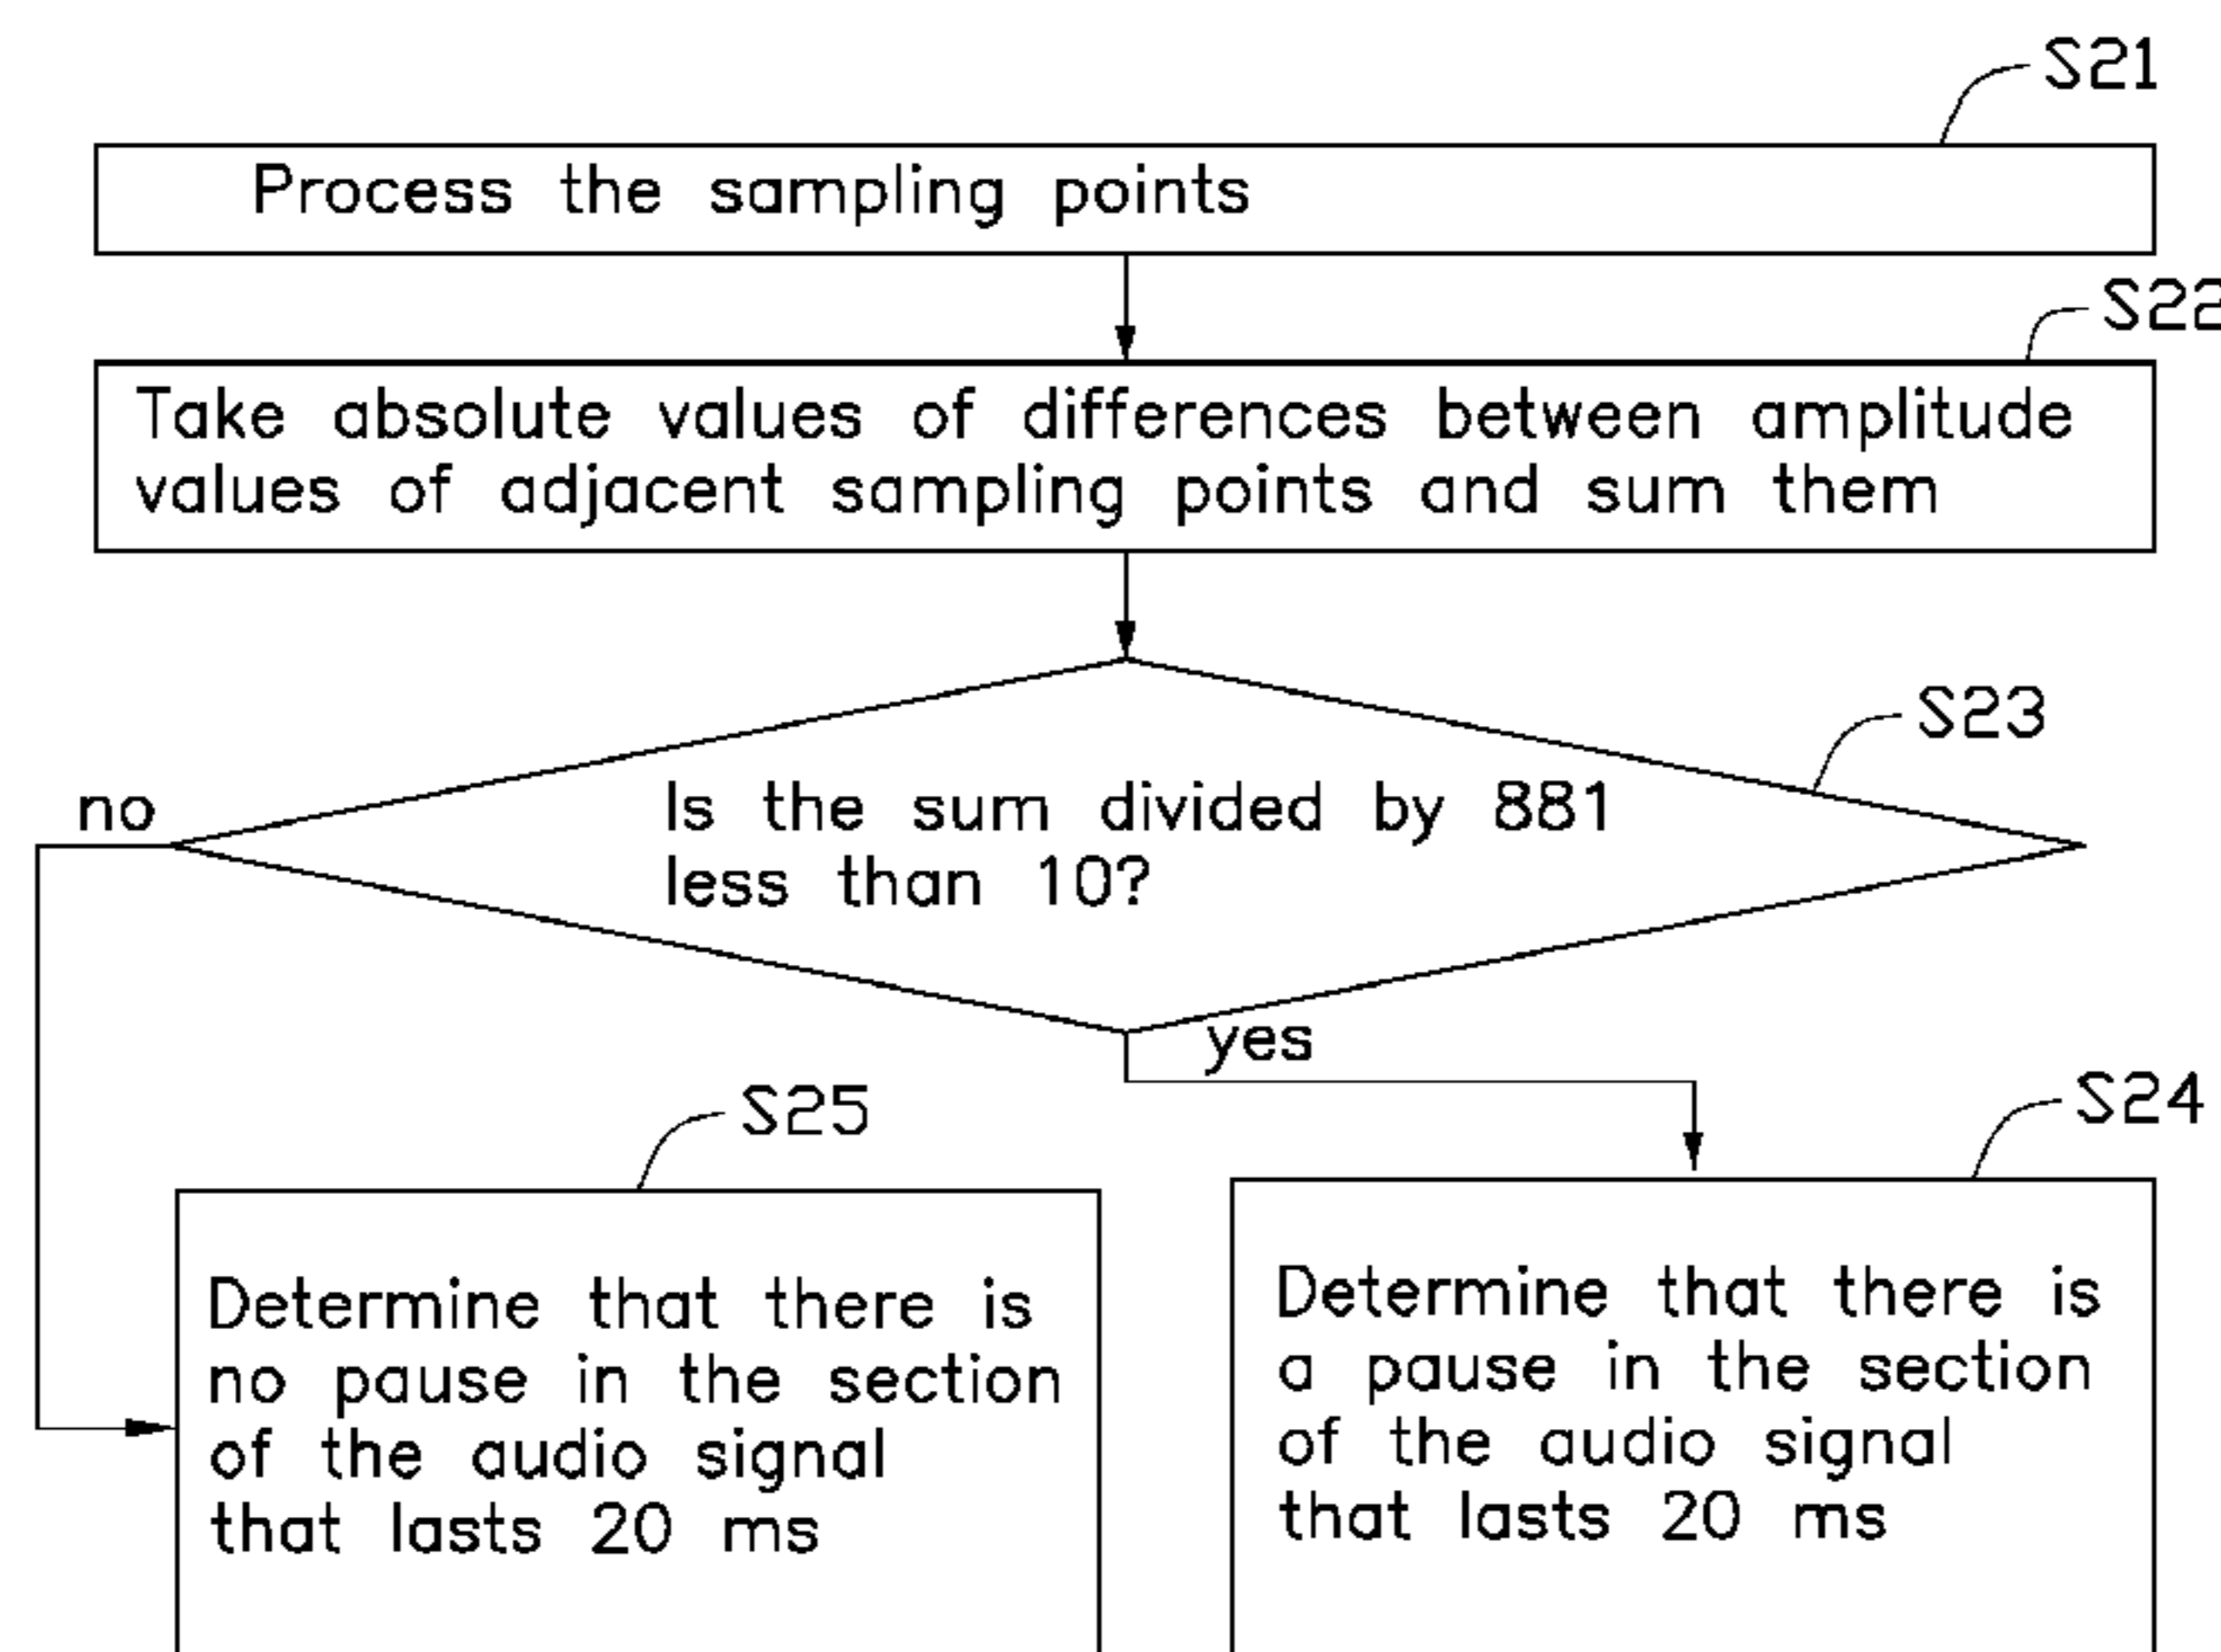 S21
Process the sampling points
S22
Take absolute values of differences between amplitude
values of adjacent sampling points and sum them
S23
no
Is the sum divided by 881
less than 10?
yes
S25
S24
Determine that there is
no pause in the section
of the audio signal
that lasts 20 ms
Determine that there is
a pause in the section
of the audio signal
that lasts 20 ms